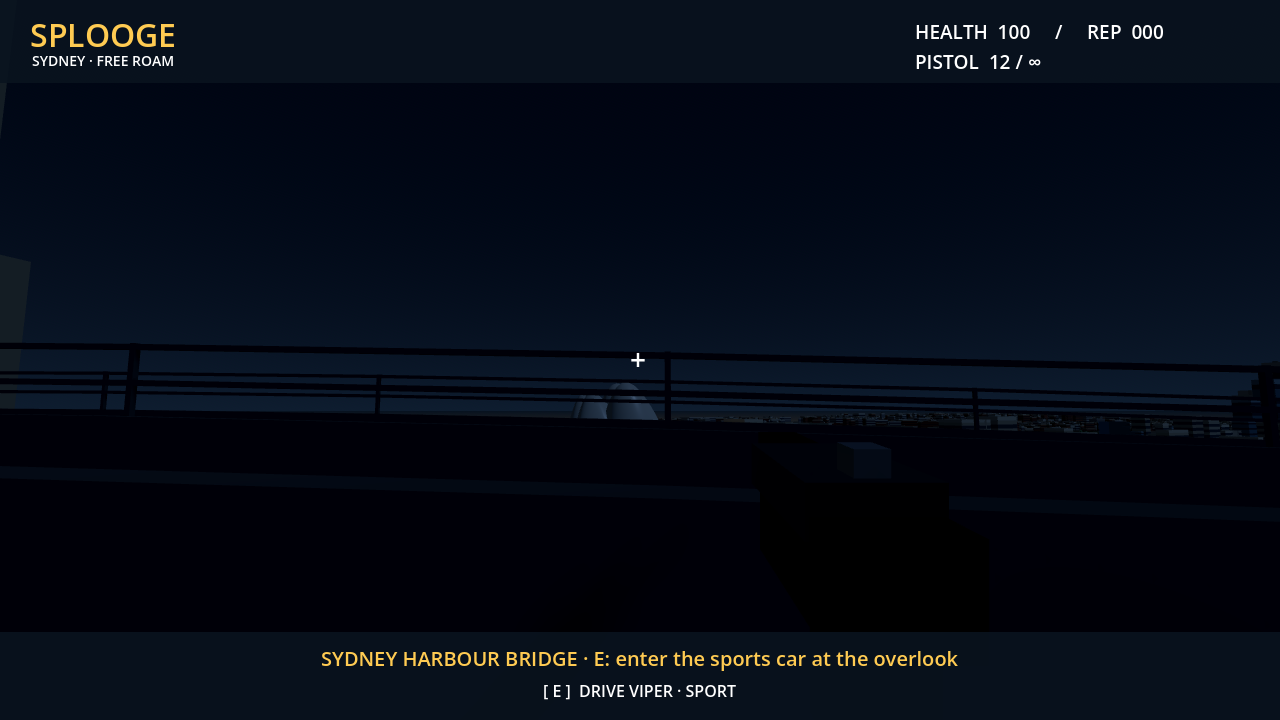 SPLOOGE
SYDNEY · FREE ROAM
HEALTH 100 / REP 000
PISTOL 12 / ∞
SYDNEY HARBOUR BRIDGE · E: enter the sports car at the overlook
[ E ] DRIVE VIPER · SPORT